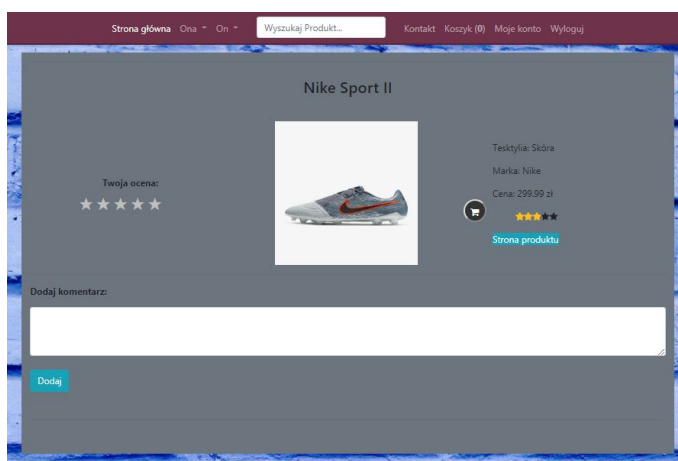 Strona główna Ona On Wyszukaj Produkt... Kontakt Koszyk (0) Moje konto Wyloguj
Nike Sport II
Twoja ocena:
Tesktylia: Skóra
Marka: Nike
Cena: 299.99 zł
Strona produktu
Dodaj komentarz:
Dodaj